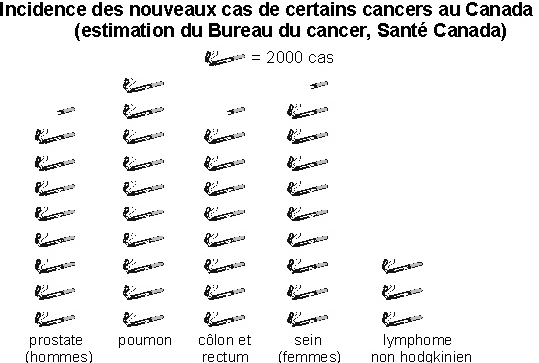 Incidence des nouveaux cas de certains cancers au Canada
(estimation du Bureau du cancer, Santé Canada)
= 2000 cas
prostate
(hommes)
poumon
côlon et
rectum
sein
(femmes)
lymphome
non hodgkinien